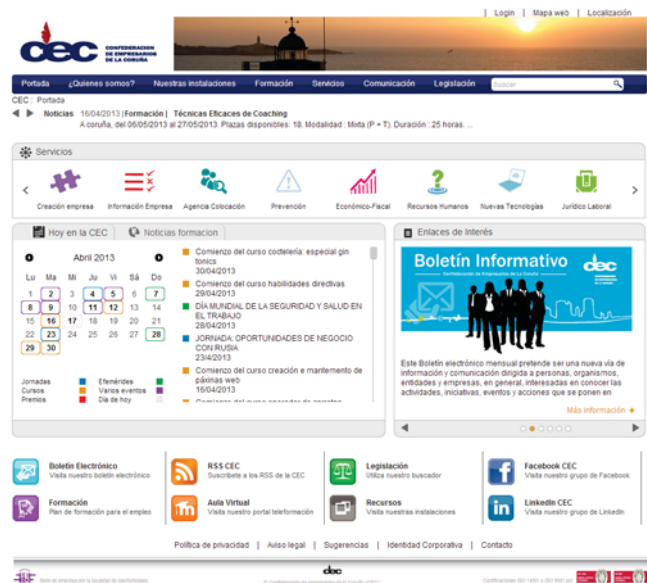 | Login | Mapa web | Localización
cec CONFEDERACION
DE EMPRESARIOS
DE LA CORUÑA
Portada ¿Quienes somos? Nuestras instalaciones Formación Servicios Comunicación Legislación buscar
CEC : Portada
Noticias 16/04/2013 | Formación | Técnicas Eficaces de Coaching
A coruña, del 06/05/2013 al 27/05/2013. Plazas disponibles: 18. Modalidad : Mixta (P + T). Duración : 25 horas. ...
Servicios
Creación empresa Información Empresa Agencia Colocación Prevención Económico-Fiscal Recursos Humanos Nuevas Tecnologías Jurídico Laboral
Hoy en la CEC Noticias formacion
Abril 2013
Lu Ma Mi Ju Vi Sá Do
1 2 3 4 5 6 7
8 9 10 11 12 13 14
15 16 17 18 19 20 21
22 23 24 25 26 27 28
29 30
Jornadas Efemérides
Cursos Varios eventos
Premios Día de hoy
Comienzo del curso coctelería: especial gin
tonics
30/04/2013
Comienzo del curso habilidades directivas
29/04/2013
DÍA MUNDIAL DE LA SEGURIDAD Y SALUD EN
EL TRABAJO
28/04/2013
JORNADA: OPORTUNIDADES DE NEGOCIO
CON RUSIA
23/4/2013
Comienzo del curso creación e mantemento de
páxinas web
16/04/2013
Enlaces de Interés
Boletín Informativo
Confederación de Empresarios de La Coruña
cec
Este Boletín electrónico mensual pretende ser una nueva vía de
información y comunicación dirigida a personas, organismos,
entidades y empresas, en general, interesadas en conocer las
actividades, iniciativas, eventos y acciones que se ponen en
Más información
Boletín Electrónico
Visita nuestro boletín electrónico
RSS CEC
Suscríbete a los RSS de la CEC
Legislación
Utiliza nuestro buscador
Facebook CEC
Visita nuestro grupo de Facebook
Formación
Plan de formación para el empleo
Aula Virtual
Visita nuestro portal teleformación
Recursos
Visita nuestras instalaciones
LinkedIn CEC
Visita nuestro grupo de LinkedIn
Política de privacidad | Aviso legal | Sugerencias | Identidad Corporativa | Contacto
cec